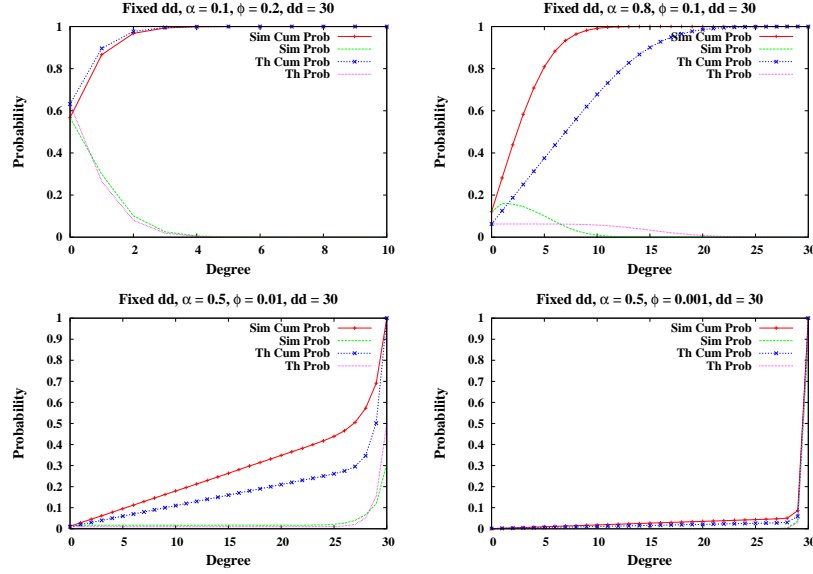 Fixed dd, α = 0.1, ϕ = 0.2, dd = 30
Sim Cum Prob
Sim Prob
Th Cum Prob
Th Prob
Probability
1
0.8
0.6
0.4
0.2
0
0 2 4 6 8 10
Degree
Fixed dd, α = 0.8, ϕ = 0.1, dd = 30
Sim Cum Prob
Sim Prob
Th Cum Prob
Th Prob
Probability
1
0.8
0.6
0.4
0.2
0
0 5 10 15 20 25 30
Degree
Fixed dd, α = 0.5, ϕ = 0.01, dd = 30
Sim Cum Prob
Sim Prob
Th Cum Prob
Th Prob
Probability
1
0.9
0.8
0.7
0.6
0.5
0.4
0.3
0.2
0.1
0
0 5 10 15 20 25 30
Degree
Fixed dd, α = 0.5, ϕ = 0.001, dd = 30
Sim Cum Prob
Sim Prob
Th Cum Prob
Th Prob
Probability
1
0.9
0.8
0.7
0.6
0.5
0.4
0.3
0.2
0.1
0
0 5 10 15 20 25 30
Degree